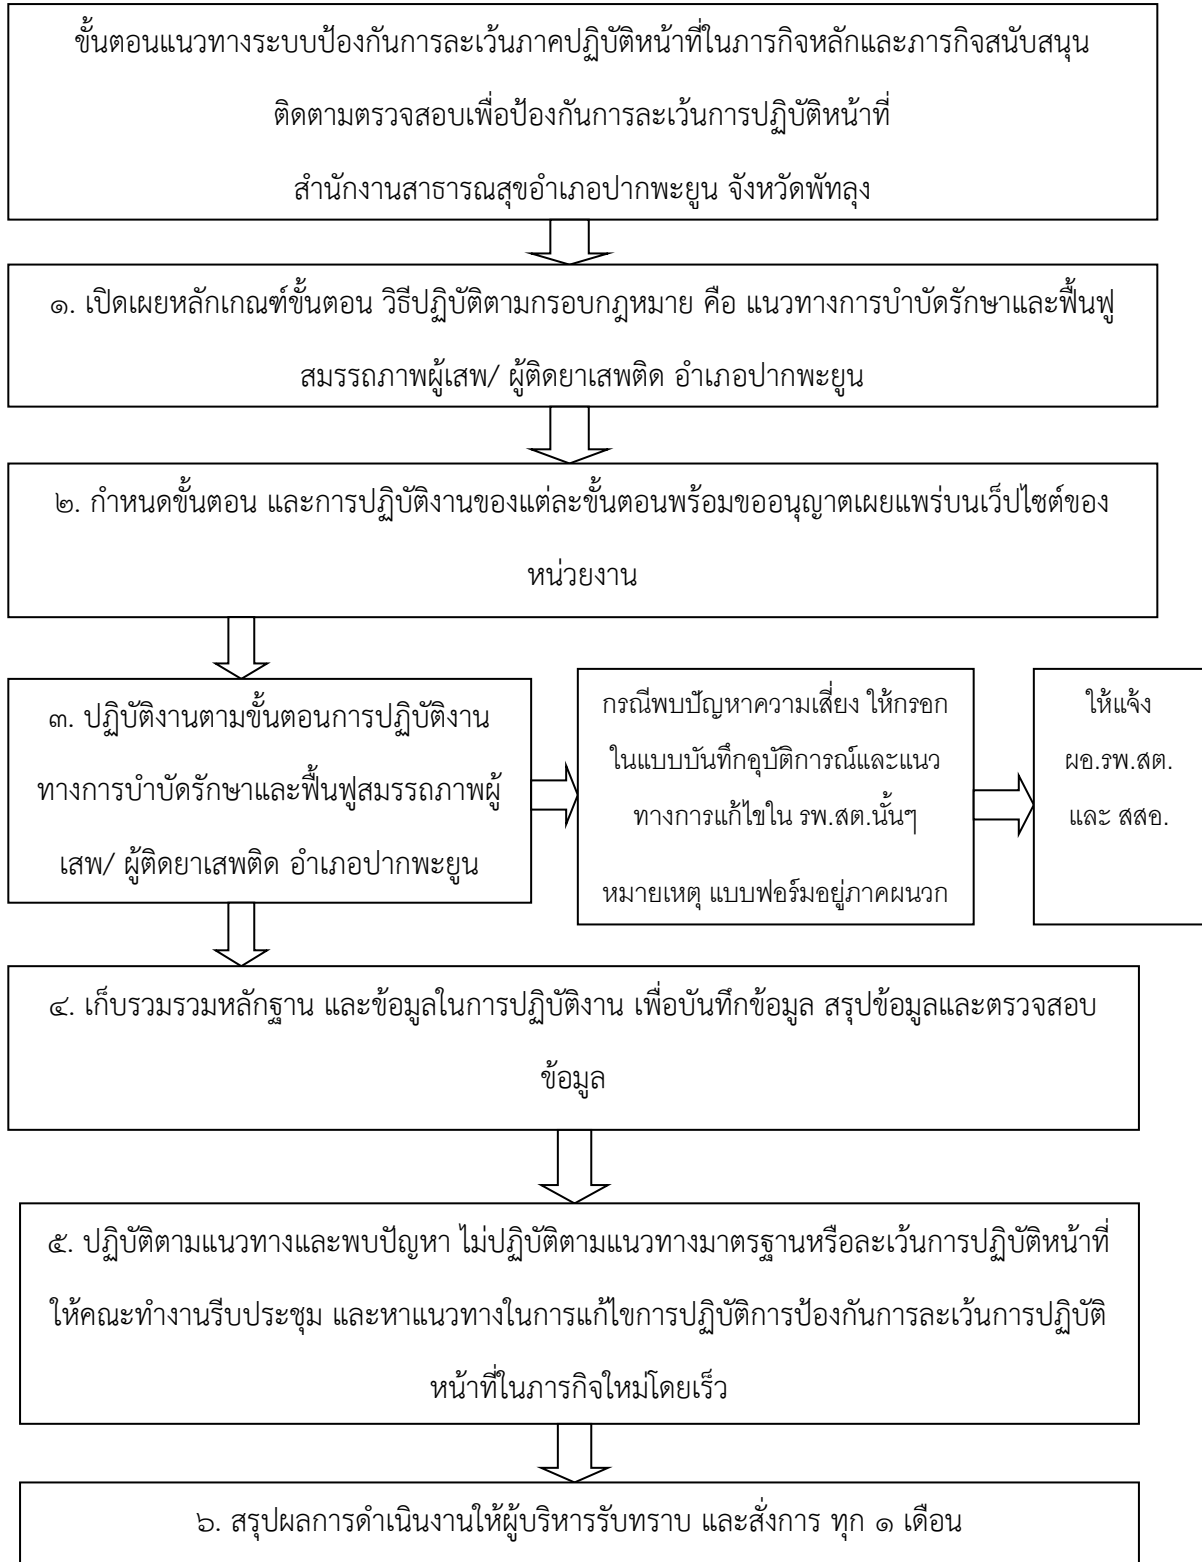 ขั้นตอนแนวทางระบบป้องกันการละเว้นภาคปฏิบัติหน้าที่ในภารกิจหลักและภารกิจสนับสนุน
ติดตามตรวจสอบเพื่อป้องกันการละเว้นการปฏิบัติหน้าที่
สำนักงานสาธารณสุขอำเภอปากพะยูน จังหวัดพัทลุง
๑. เปิดเผยหลักเกณฑ์ขั้นตอน วิธีปฏิบัติตามกรอบกฎหมาย คือ แนวทางการบำบัดรักษาและฟื้นฟู
สมรรถภาพผู้เสพ/ ผู้ติดยาเสพติด อำเภอปากพะยูน
๒. กำหนดขั้นตอน และการปฏิบัติงานของแต่ละขั้นตอนพร้อมขออนุญาตเผยแพร่บนเว็ปไซต์ของ
หน่วยงาน
๓. ปฏิบัติงานตามขั้นตอนการปฏิบัติงาน
ทางการบำบัดรักษาและฟื้นฟูสมรรถภาพผู้
เสพ/ ผู้ติดยาเสพติด อำเภอปากพะยูน
กรณีพบปัญหาความเสี่ยง ให้กรอก
ในแบบบันทึกอุบัติการณ์และแนว
ทางการแก้ไขใน รพ.สต.นั้นๆ
หมายเหตุ แบบฟอร์มอยู่ภาคผนวก
ให้แจ้ง
ผอ.รพ.สต.
และ สสอ.
๔. เก็บรวมรวมหลักฐาน และข้อมูลในการปฏิบัติงาน เพื่อบันทึกข้อมูล สรุปข้อมูลและตรวจสอบ
ข้อมูล
๕. ปฏิบัติตามแนวทางและพบปัญหา ไม่ปฏิบัติตามแนวทางมาตรฐานหรือละเว้นการปฏิบัติหน้าที่
ให้คณะทำงานรีบประชุม และหาแนวทางในการแก้ไขการปฏิบัติการป้องกันการละเว้นการปฏิบัติ
หน้าที่ในภารกิจใหม่โดยเร็ว
๖. สรุปผลการดำเนินงานให้ผู้บริหารรับทราบ และสั่งการ ทุก ๑ เดือน